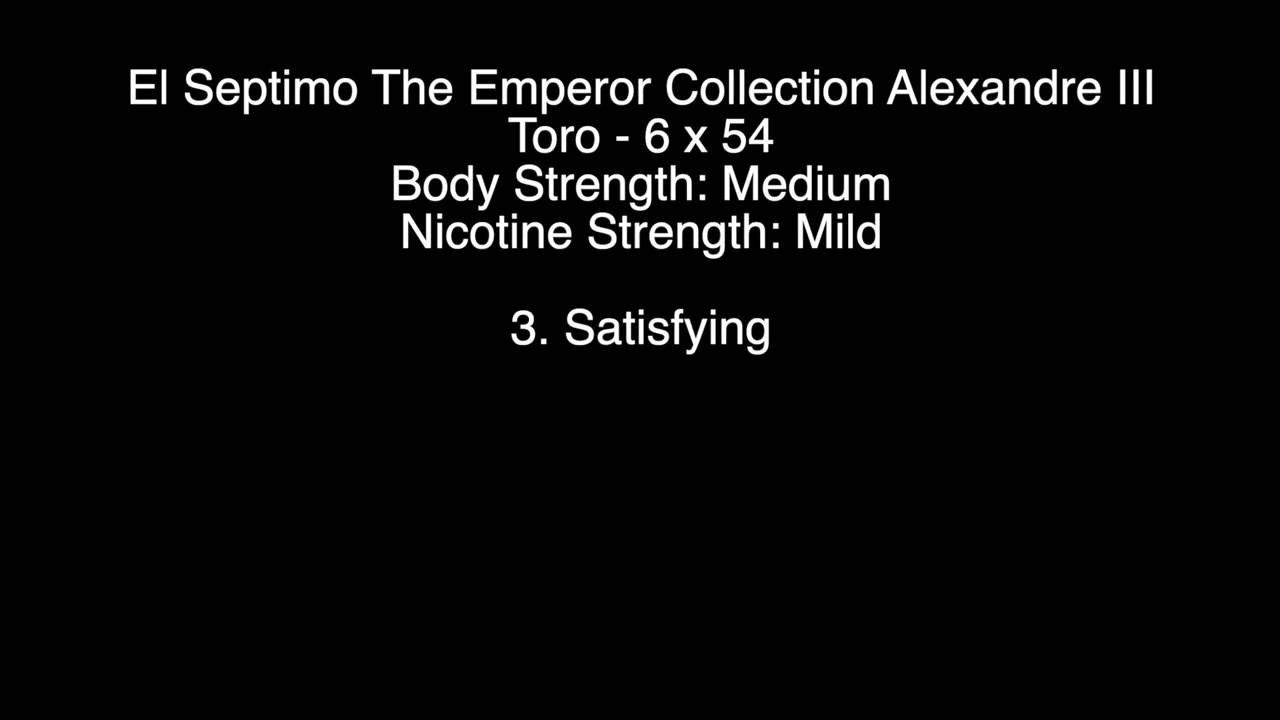 El Septimo The Emperor Collection Alexandre III
Toro - 6 x 54
Body Strength: Medium
Nicotine Strength: Mild
3. Satisfying